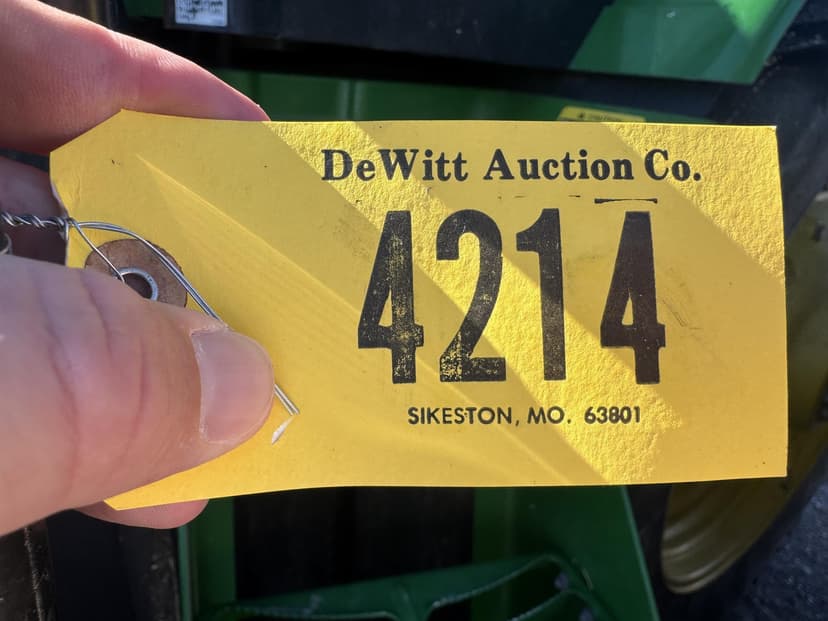 DeWitt Auction Co.
4214
SIKESTON, MO. 63801